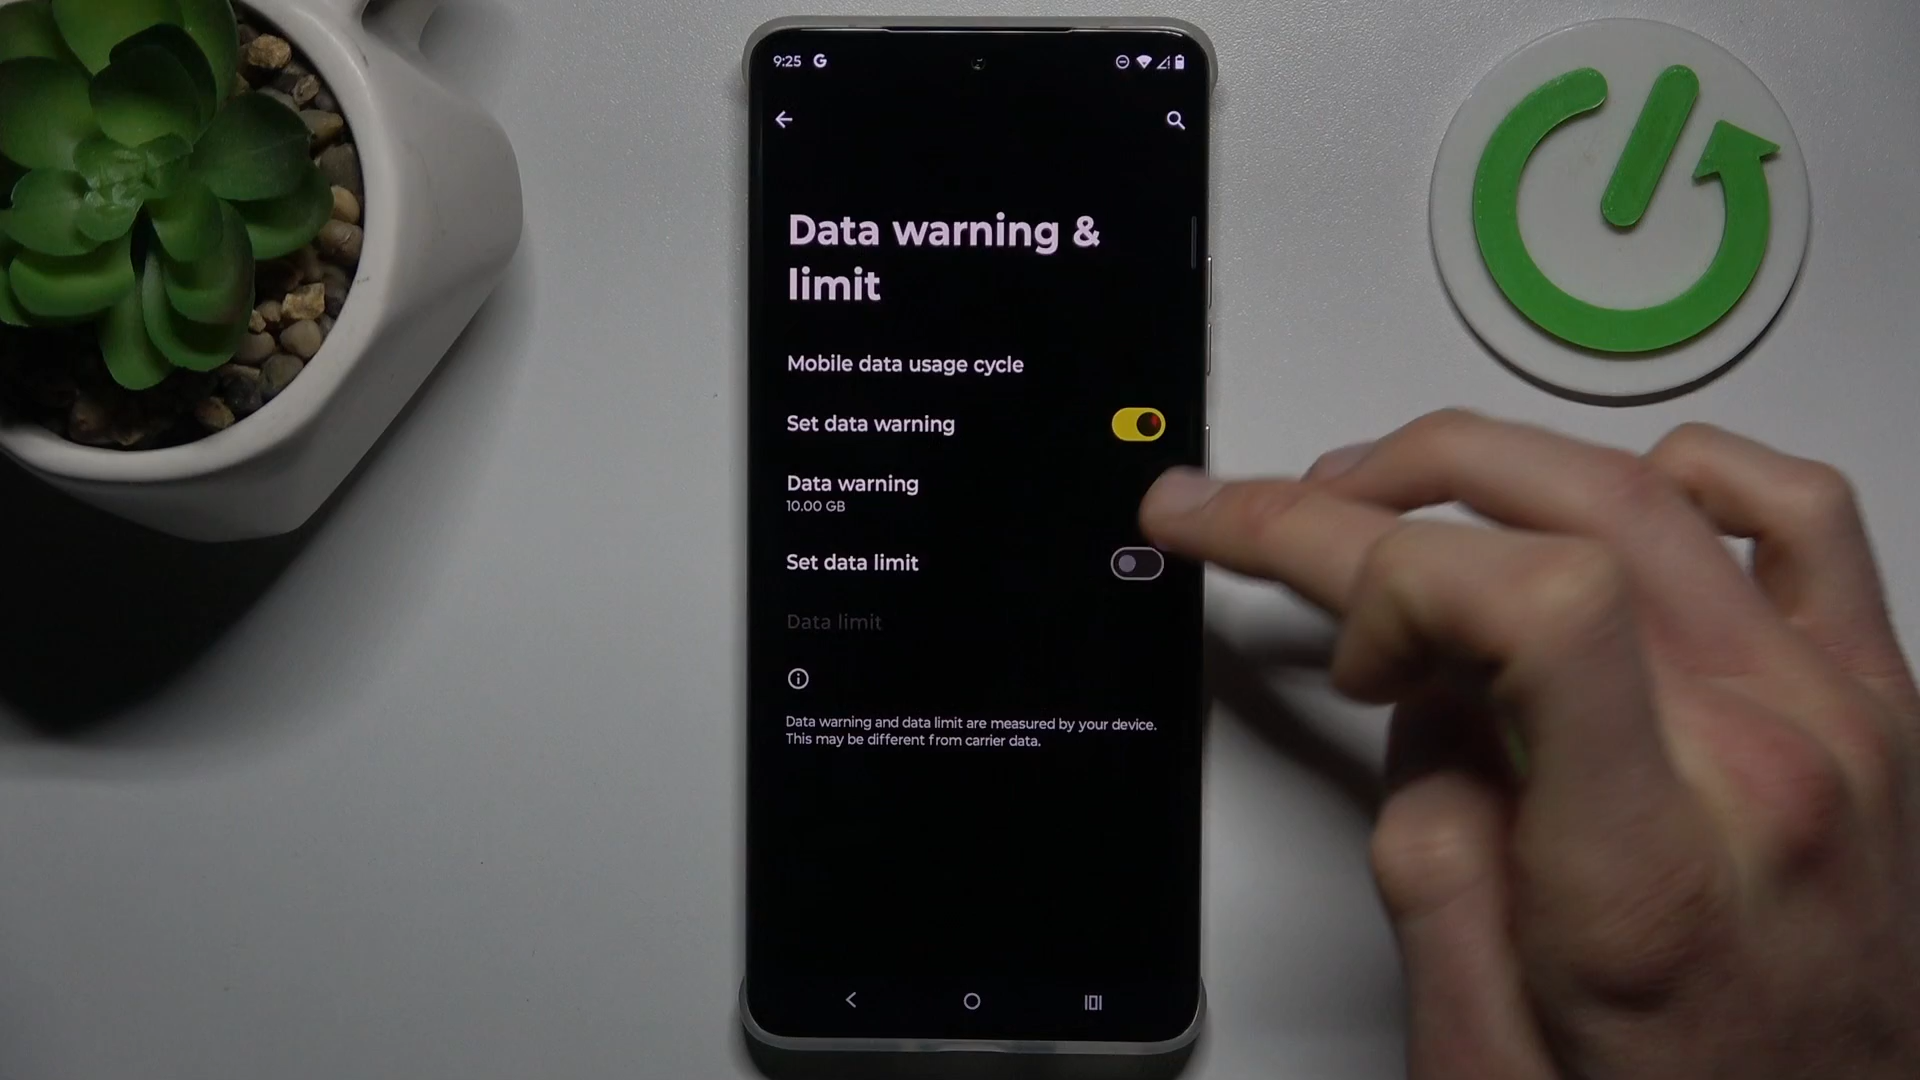 9:25 G
Data warning &
limit
Mobile data usage cycle
Set data warning
Data warning
10.00 GB
Set data limit
Data limit
Data warning and data limit are measured by your device.
This may be different from carrier data.